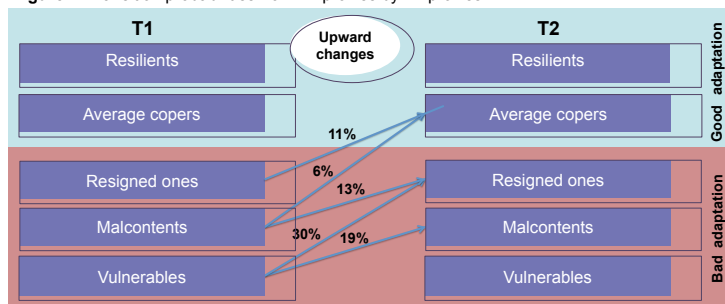 T1
Upward
changes
T2
Resilients
Resilients
Average copers
Average copers
Good adaptation
11%
6%
Resigned ones
13%
Resigned ones
Malcontents
Malcontents
30%
19%
Vulnerables
Vulnerables
Bad adaptation